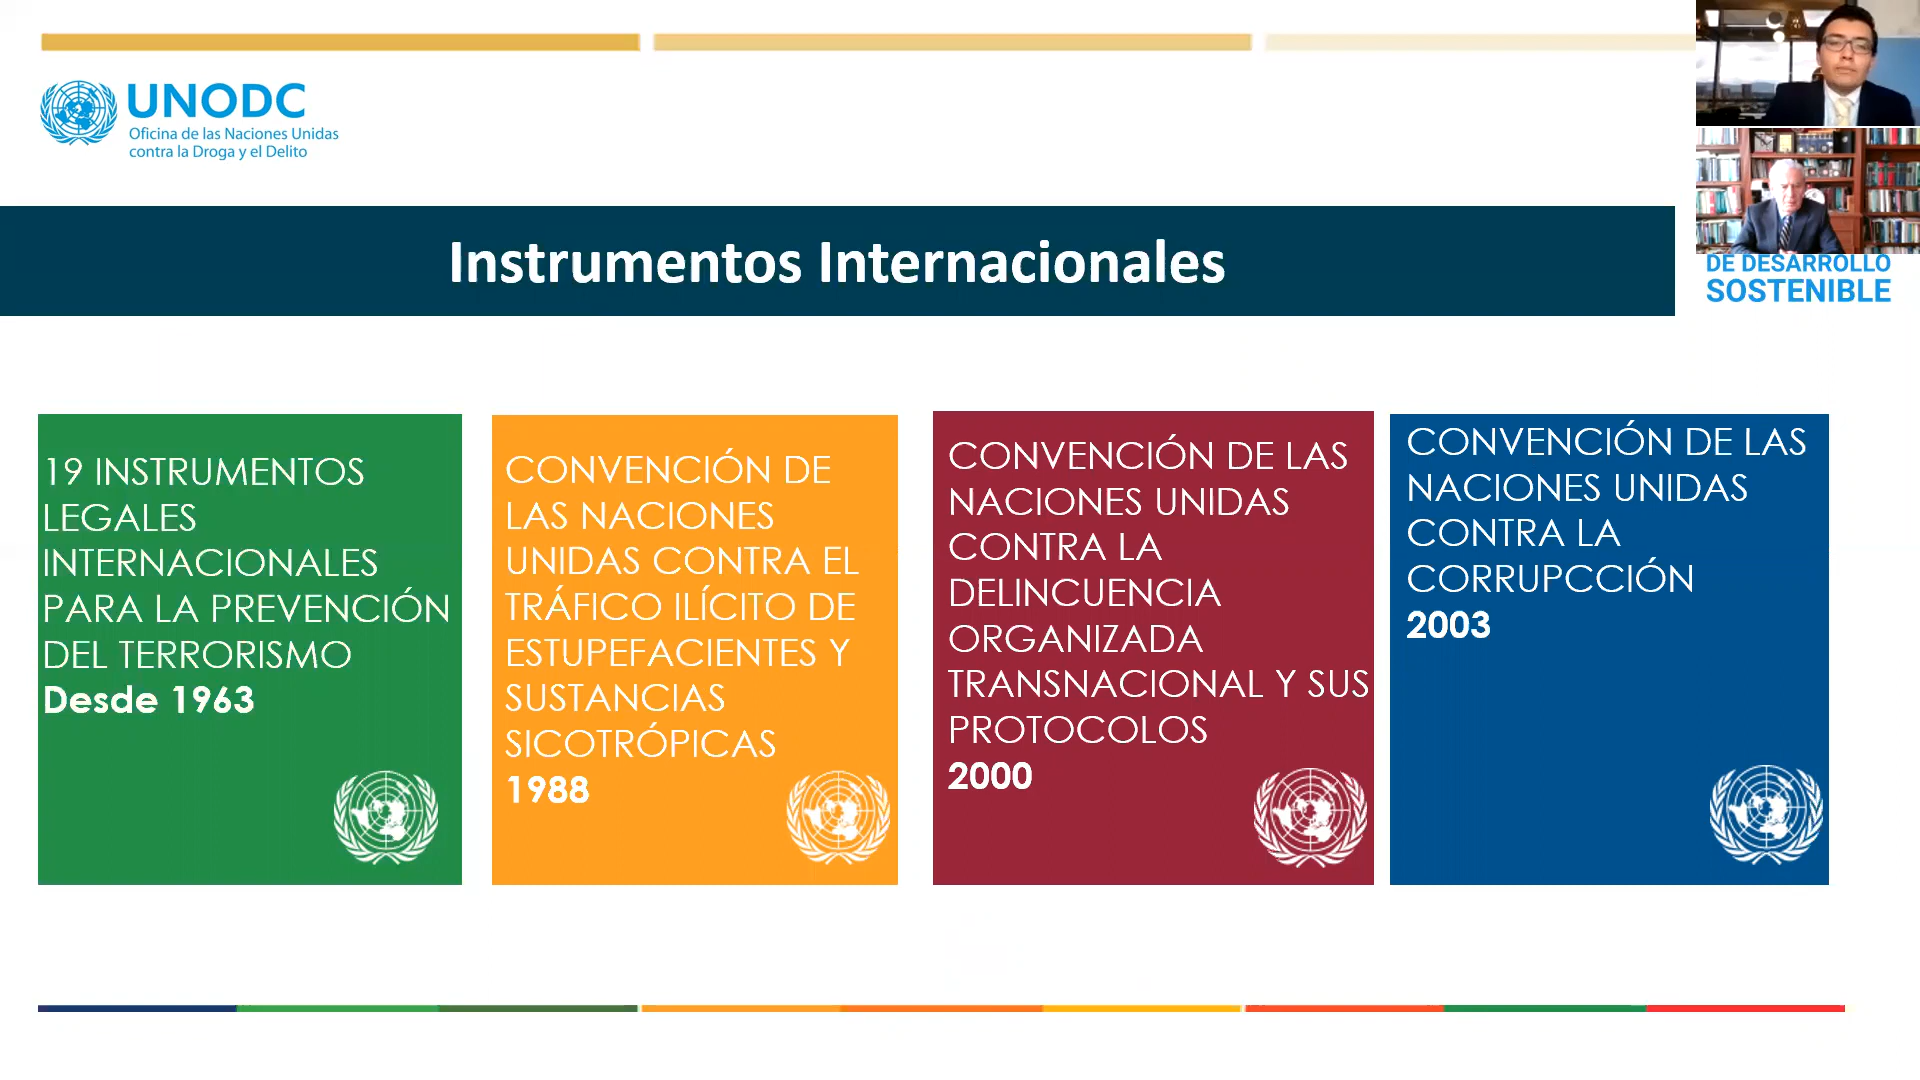 UNODC
Oficina de las Naciones Unidas
contra la Droga y el Delito
DE DESARROLLO
SOSTENIBLE
Instrumentos Internacionales
19 INSTRUMENTOS
LEGALES
INTERNACIONALES
PARA LA PREVENCIÓN
DEL TERRORISMO
Desde 1963
CONVENCIÓN DE
LAS NACIONES
UNIDAS CONTRA EL
TRÁFICO ILÍCITO DE
ESTUPEFACIENTES Y
SUSTANCIAS
SICOTRÓPICAS
1988
CONVENCIÓN DE LAS
NACIONES UNIDAS
CONTRA LA
DELINCUENCIA
ORGANIZADA
TRANSNACIONAL Y SUS
PROTOCOLOS
2000
CONVENCIÓN DE LAS
NACIONES UNIDAS
CONTRA LA
CORRUPCCIÓN
2003